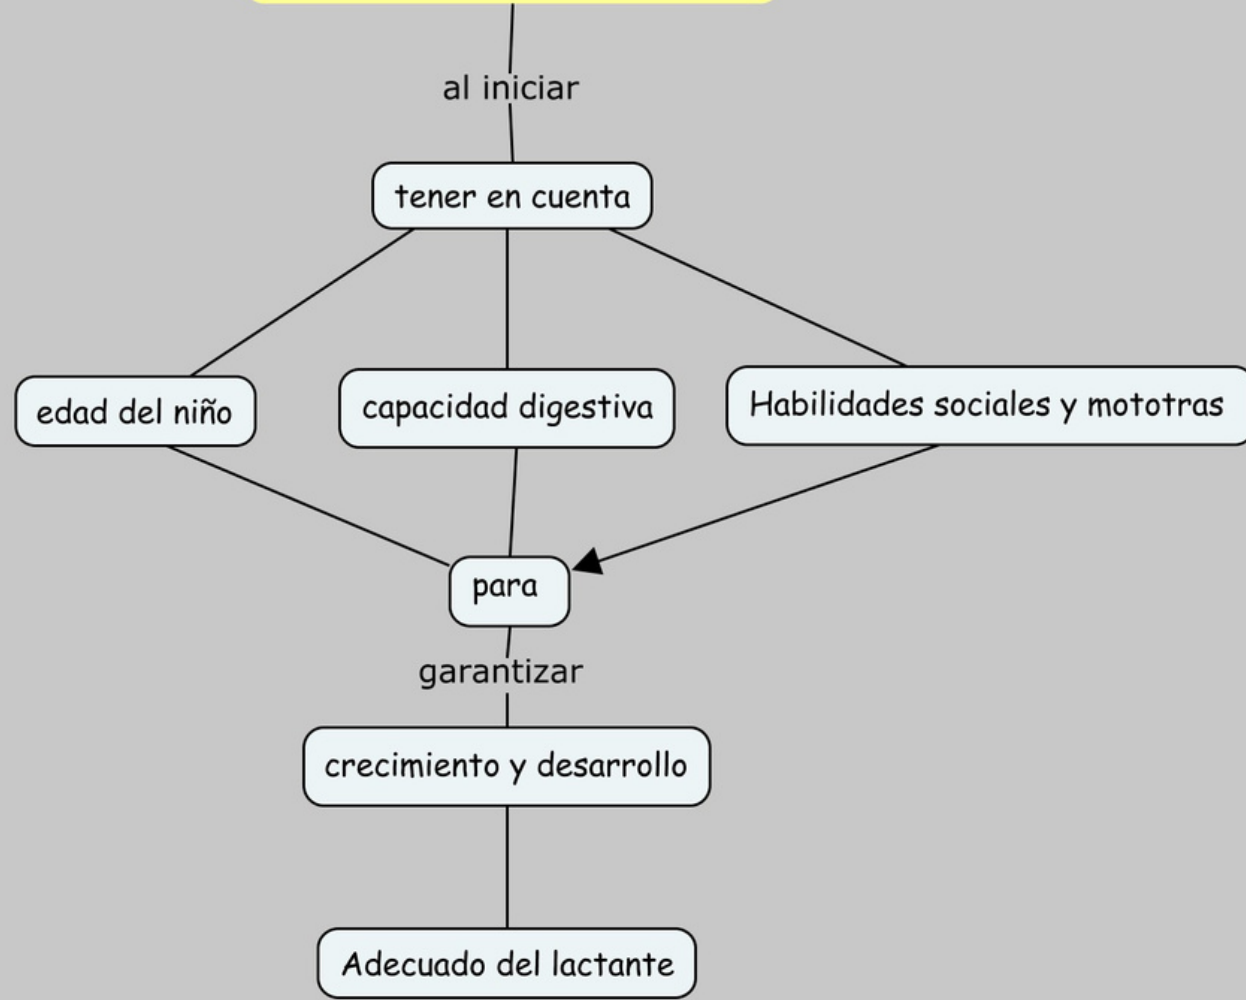 al iniciar
tener en cuenta
edad del niño
capacidad digestiva
Habilidades sociales y mototras
para
garantizar
crecimiento y desarrollo
Adecuado del lactante